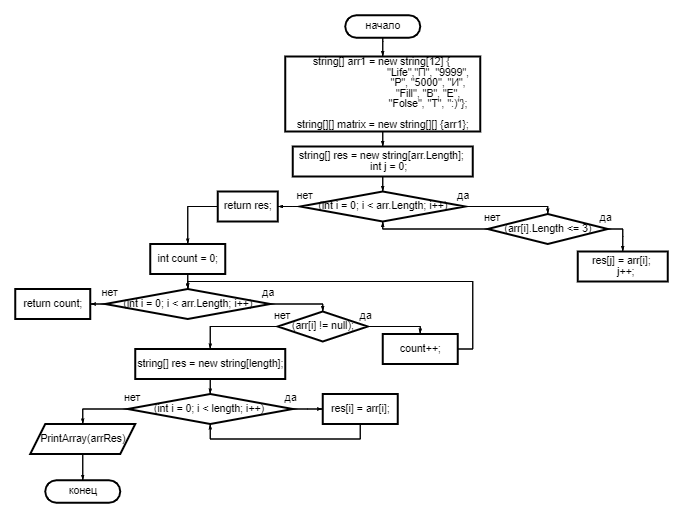 начало
string[] arr1 = new string[12] {
"Life","П", "9999",
"Р", "5000", "И",
"Fill", "В", "Е",
"Folse", "Т", ":)"};
string[][] matrix = new string[][] {arr1};
string[] res = new string[arr.Length];
int j = 0;
нет
да
return res;
(int i = 0; i < arr.Length; i++)
нет
да
(arr[i].Length <= 3)
res[j] = arr[i];
j++;
int count = 0;
нет
да
return count;
(int i = 0; i < arr.Length; i++)
нет
да
(arr[i] != null);
count++;
string[] res = new string[length];
нет
да
(int i = 0; i < length; i++)
res[i] = arr[i];
PrintArray(arrRes)
конец